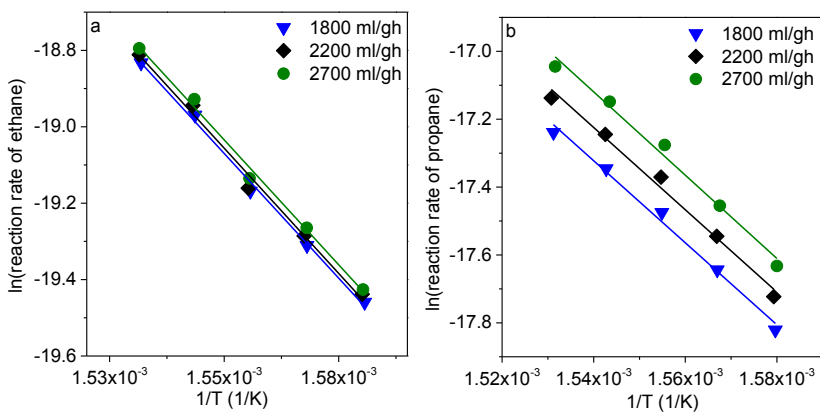 a
1800 ml/gh
2200 ml/gh
2700 ml/gh
ln(reaction rate of ethane)
-18.8
-19.0
-19.2
-19.4
-19.6
1.53x10⁻³
1.55x10⁻³
1.58x10⁻³
1/T (1/K)
b
1800 ml/gh
2200 ml/gh
2700 ml/gh
ln(reaction rate of propane)
-17.0
-17.2
-17.4
-17.6
-17.8
1.52x10⁻³
1.54x10⁻³
1.56x10⁻³
1.58x10⁻³
1/T (1/K)